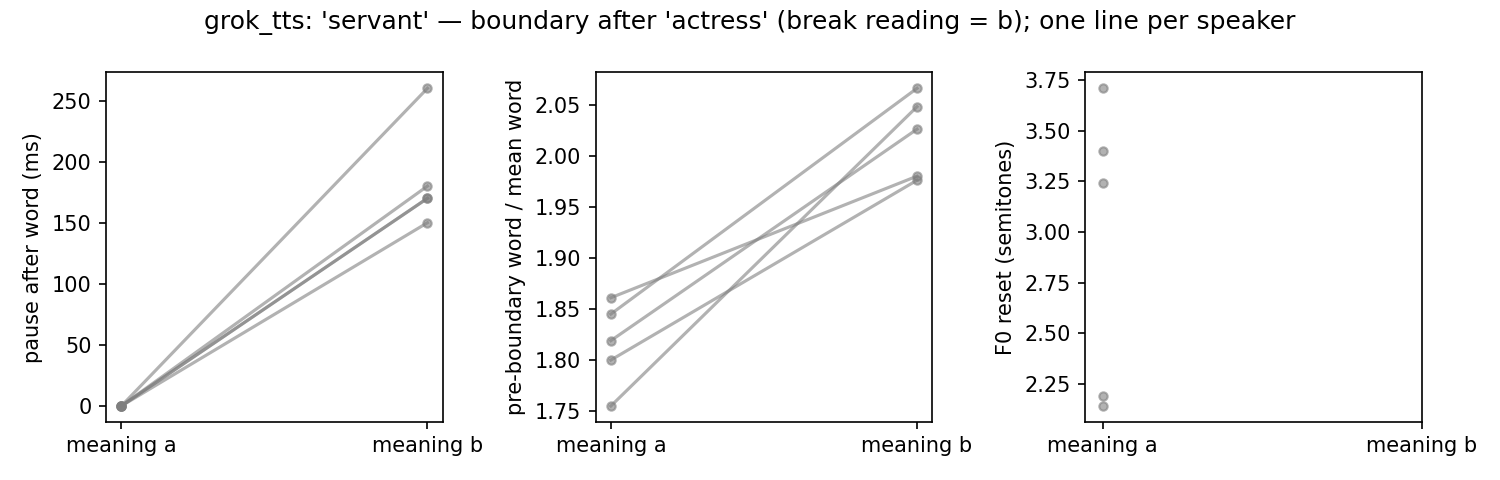 grok_tts: 'servant' — boundary after 'actress' (break reading = b); one line per speaker
pause after word (ms)
250
200
150
100
50
0
meaning a
meaning b
pre-boundary word / mean word
2.05
2.00
1.95
1.90
1.85
1.80
1.75
meaning a
meaning b
F0 reset (semitones)
3.75
3.50
3.25
3.00
2.75
2.50
2.25
meaning a
meaning b